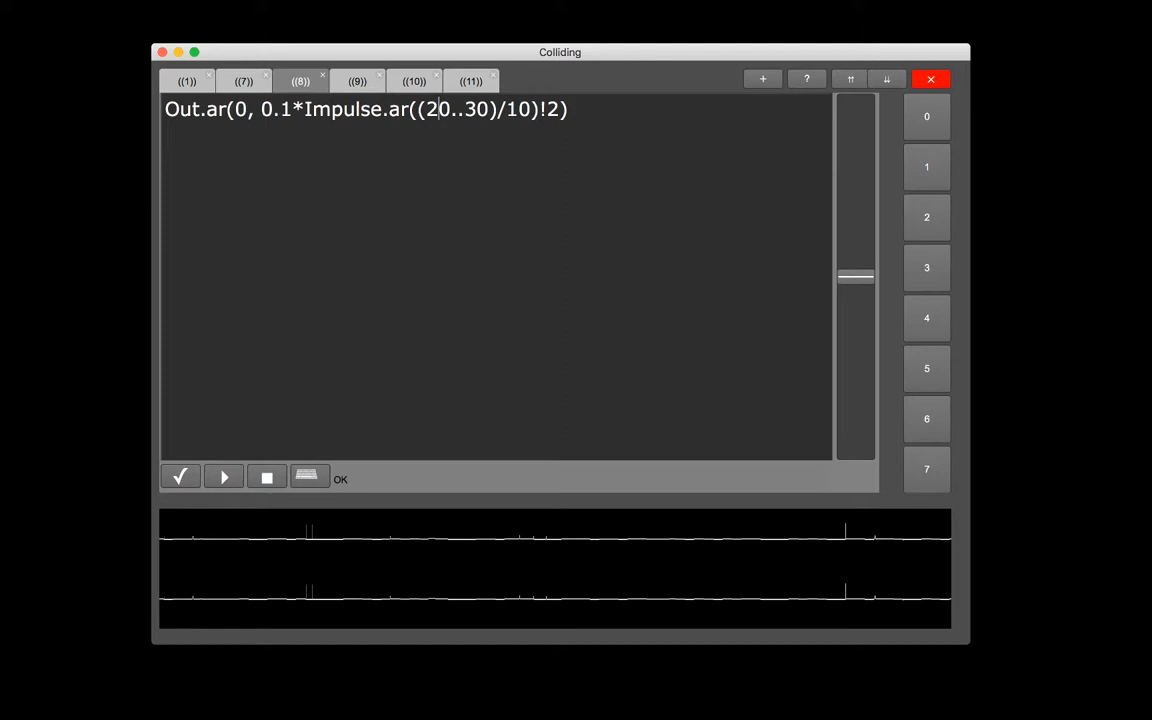 Colliding
((1)) ((7)) ((8)) ((9)) ((10)) ((11)) + ?
Out.ar(0, 0.1*Impulse.ar((20..30)/10)!2)
0
1
2
3
4
5
6
7
OK